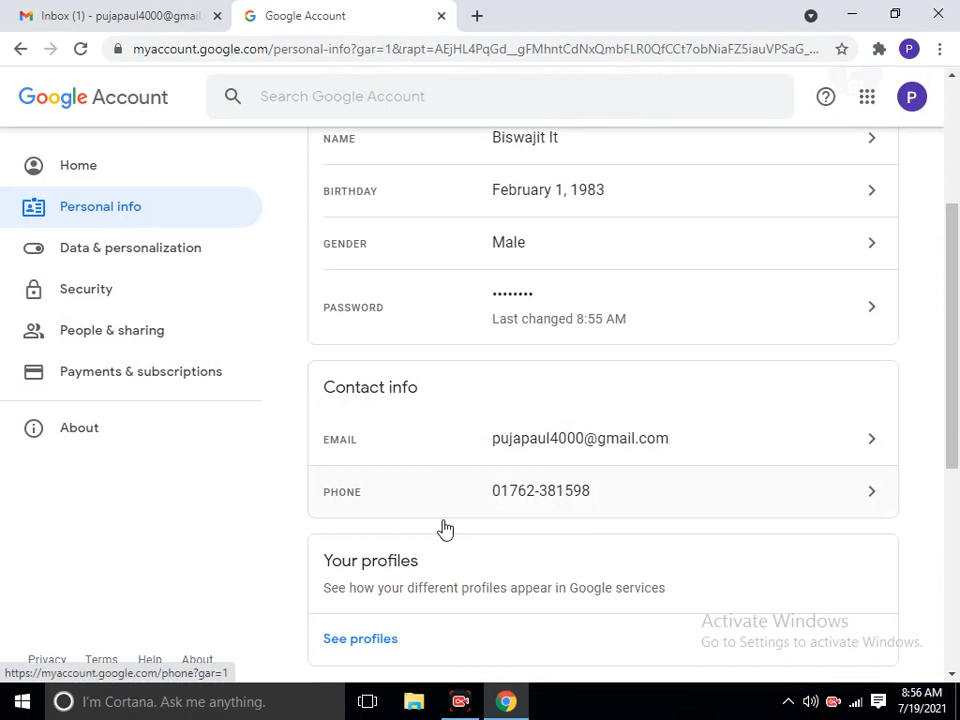 Inbox (1) - pujapaul4000@gmail.
Google Account
myaccount.google.com/personal-info?gar=1&rapt=AEjHL4PqGd__gFMhntCdNxQmbFLR0QfCCt7obNiaFZ5iauVPSaG_...
P
Google Account
Search Google Account
P
Home
Personal info
Data & personalization
Security
People & sharing
Payments & subscriptions
About
NAME Biswajit It
BIRTHDAY February 1, 1983
GENDER Male
PASSWORD ••••••••
Last changed 8:55 AM
Contact info
EMAIL pujapaul4000@gmail.com
PHONE 01762-381598
Your profiles
See how your different profiles appear in Google services
See profiles
Activate Windows
Go to Settings to activate Windows.
Privacy Terms Help About
https://myaccount.google.com/phone?gar=1
I'm Cortana. Ask me anything.
8:56 AM
7/19/2021